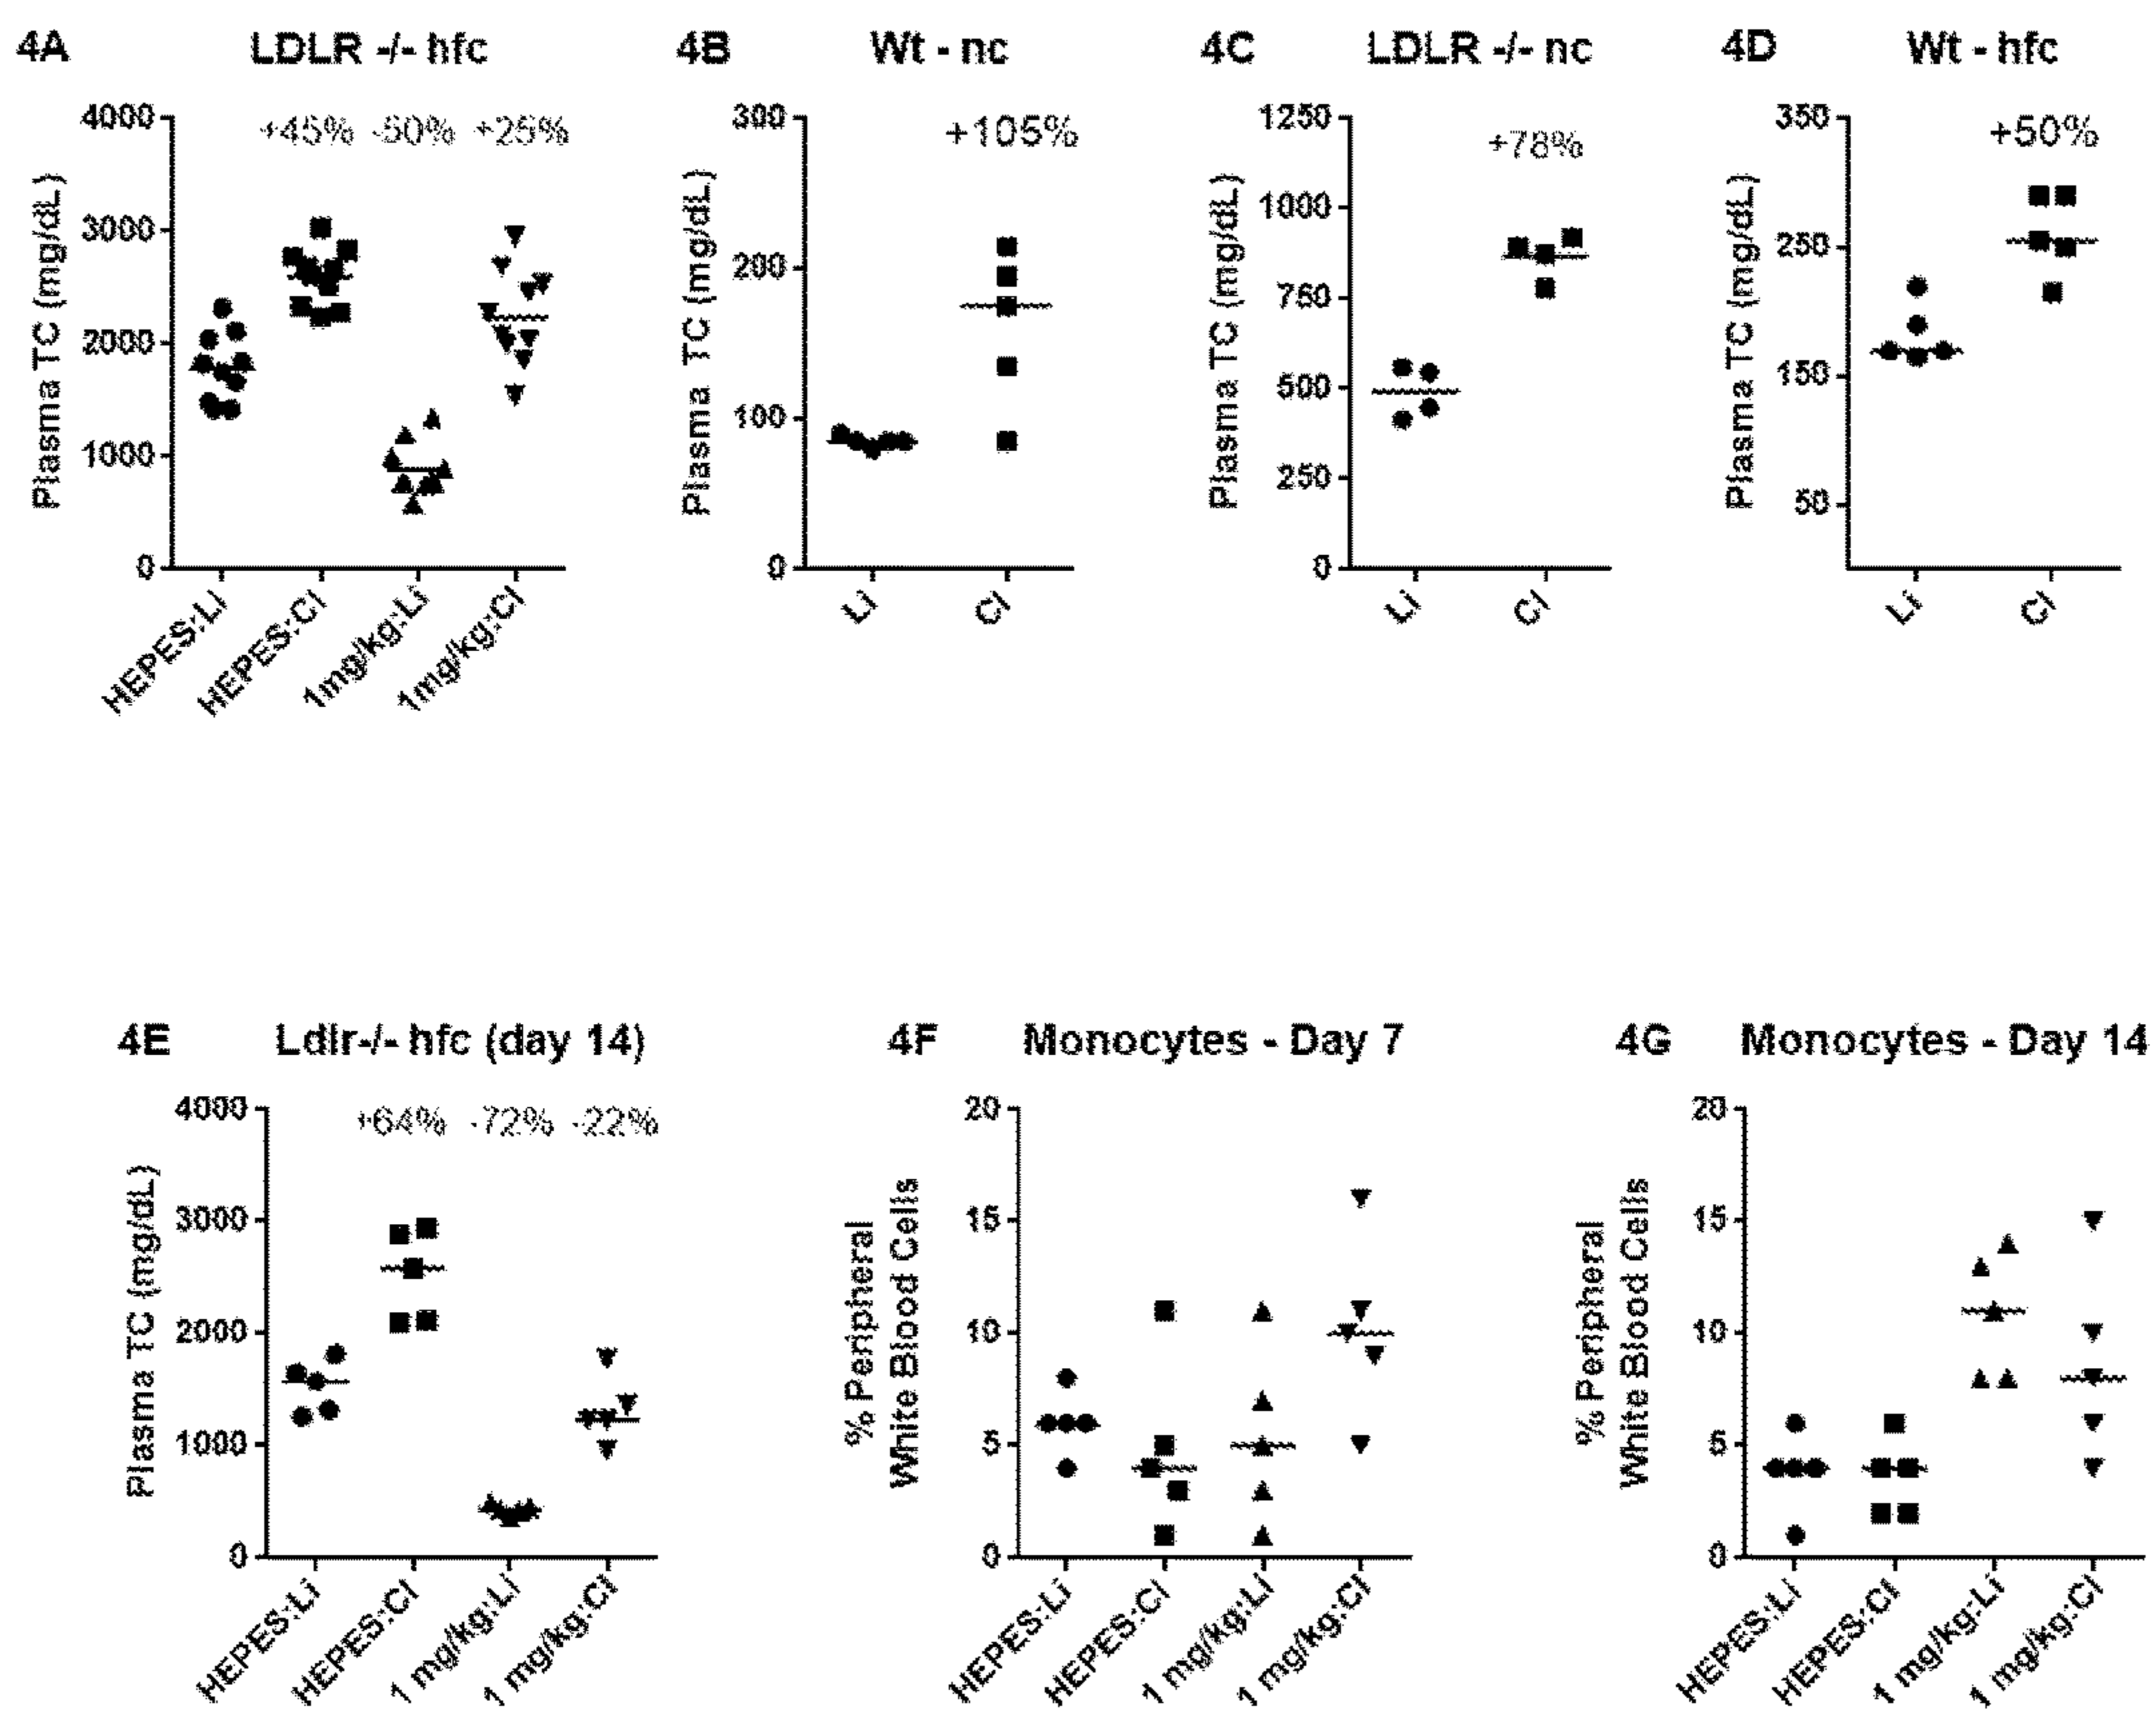 4A LDLR -/- hfc
4000
+45% -50% +25%
3000
2000
1000
0
Plasma TC (mg/dL)
HEPES:Li
HEPES:Cl
1mg/kg:Li
1mg/kg:Cl
4B Wt - nc
300
+105%
200
100
0
Plasma TC (mg/dL)
Li
Cl
4C LDLR -/- nc
1250
+78%
1000
750
500
250
0
Plasma TC (mg/dL)
Li
Cl
4D Wt - hfc
350
+50%
250
150
50
Plasma TC (mg/dL)
Li
Cl
4E Ldlr-/- hfc (day 14)
4000
+64% -72% -22%
3000
2000
1000
0
Plasma TC (mg/dL)
HEPES:Li
HEPES:Cl
1 mg/kg:Li
1 mg/kg:Cl
4F Monocytes - Day 7
20
15
10
5
0
% Peripheral
White Blood Cells
HEPES:Li
HEPES:Cl
1 mg/kg:Li
1 mg/kg:Cl
4G Monocytes - Day 14
20
15
10
5
0
% Peripheral
White Blood Cells
HEPES:Li
HEPES:Cl
1 mg/kg:Li
1 mg/kg:Cl